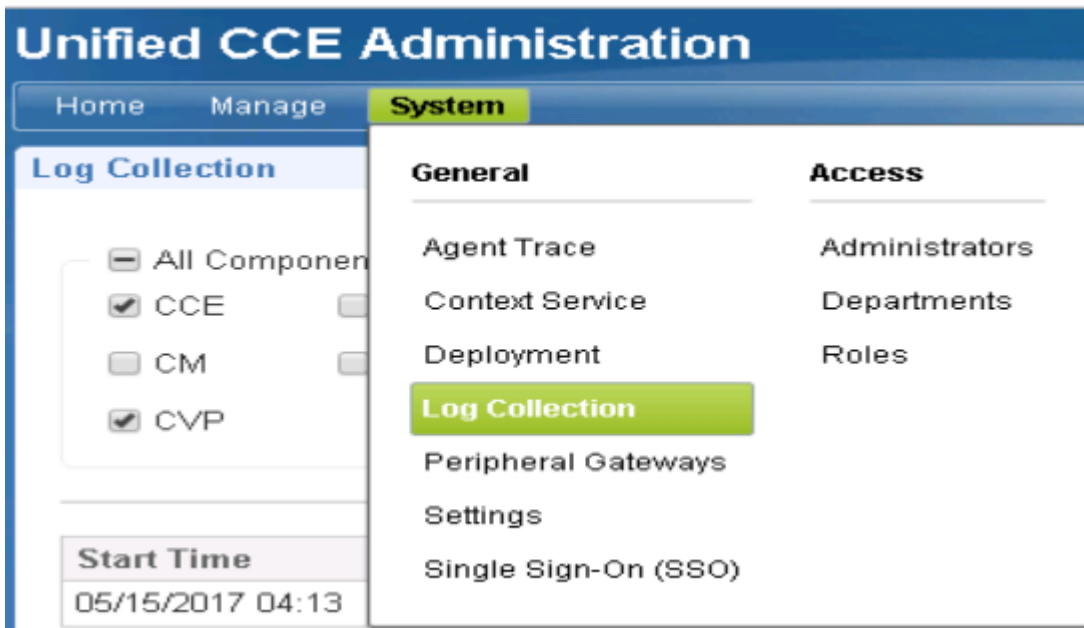 Unified CCE Administration
Home Manage System
Log Collection
All Componen
CCE
CM
CVP
Start Time
05/15/2017 04:13
General
Agent Trace
Context Service
Deployment
Log Collection
Peripheral Gateways
Settings
Single Sign-On (SSO)
Access
Administrators
Departments
Roles